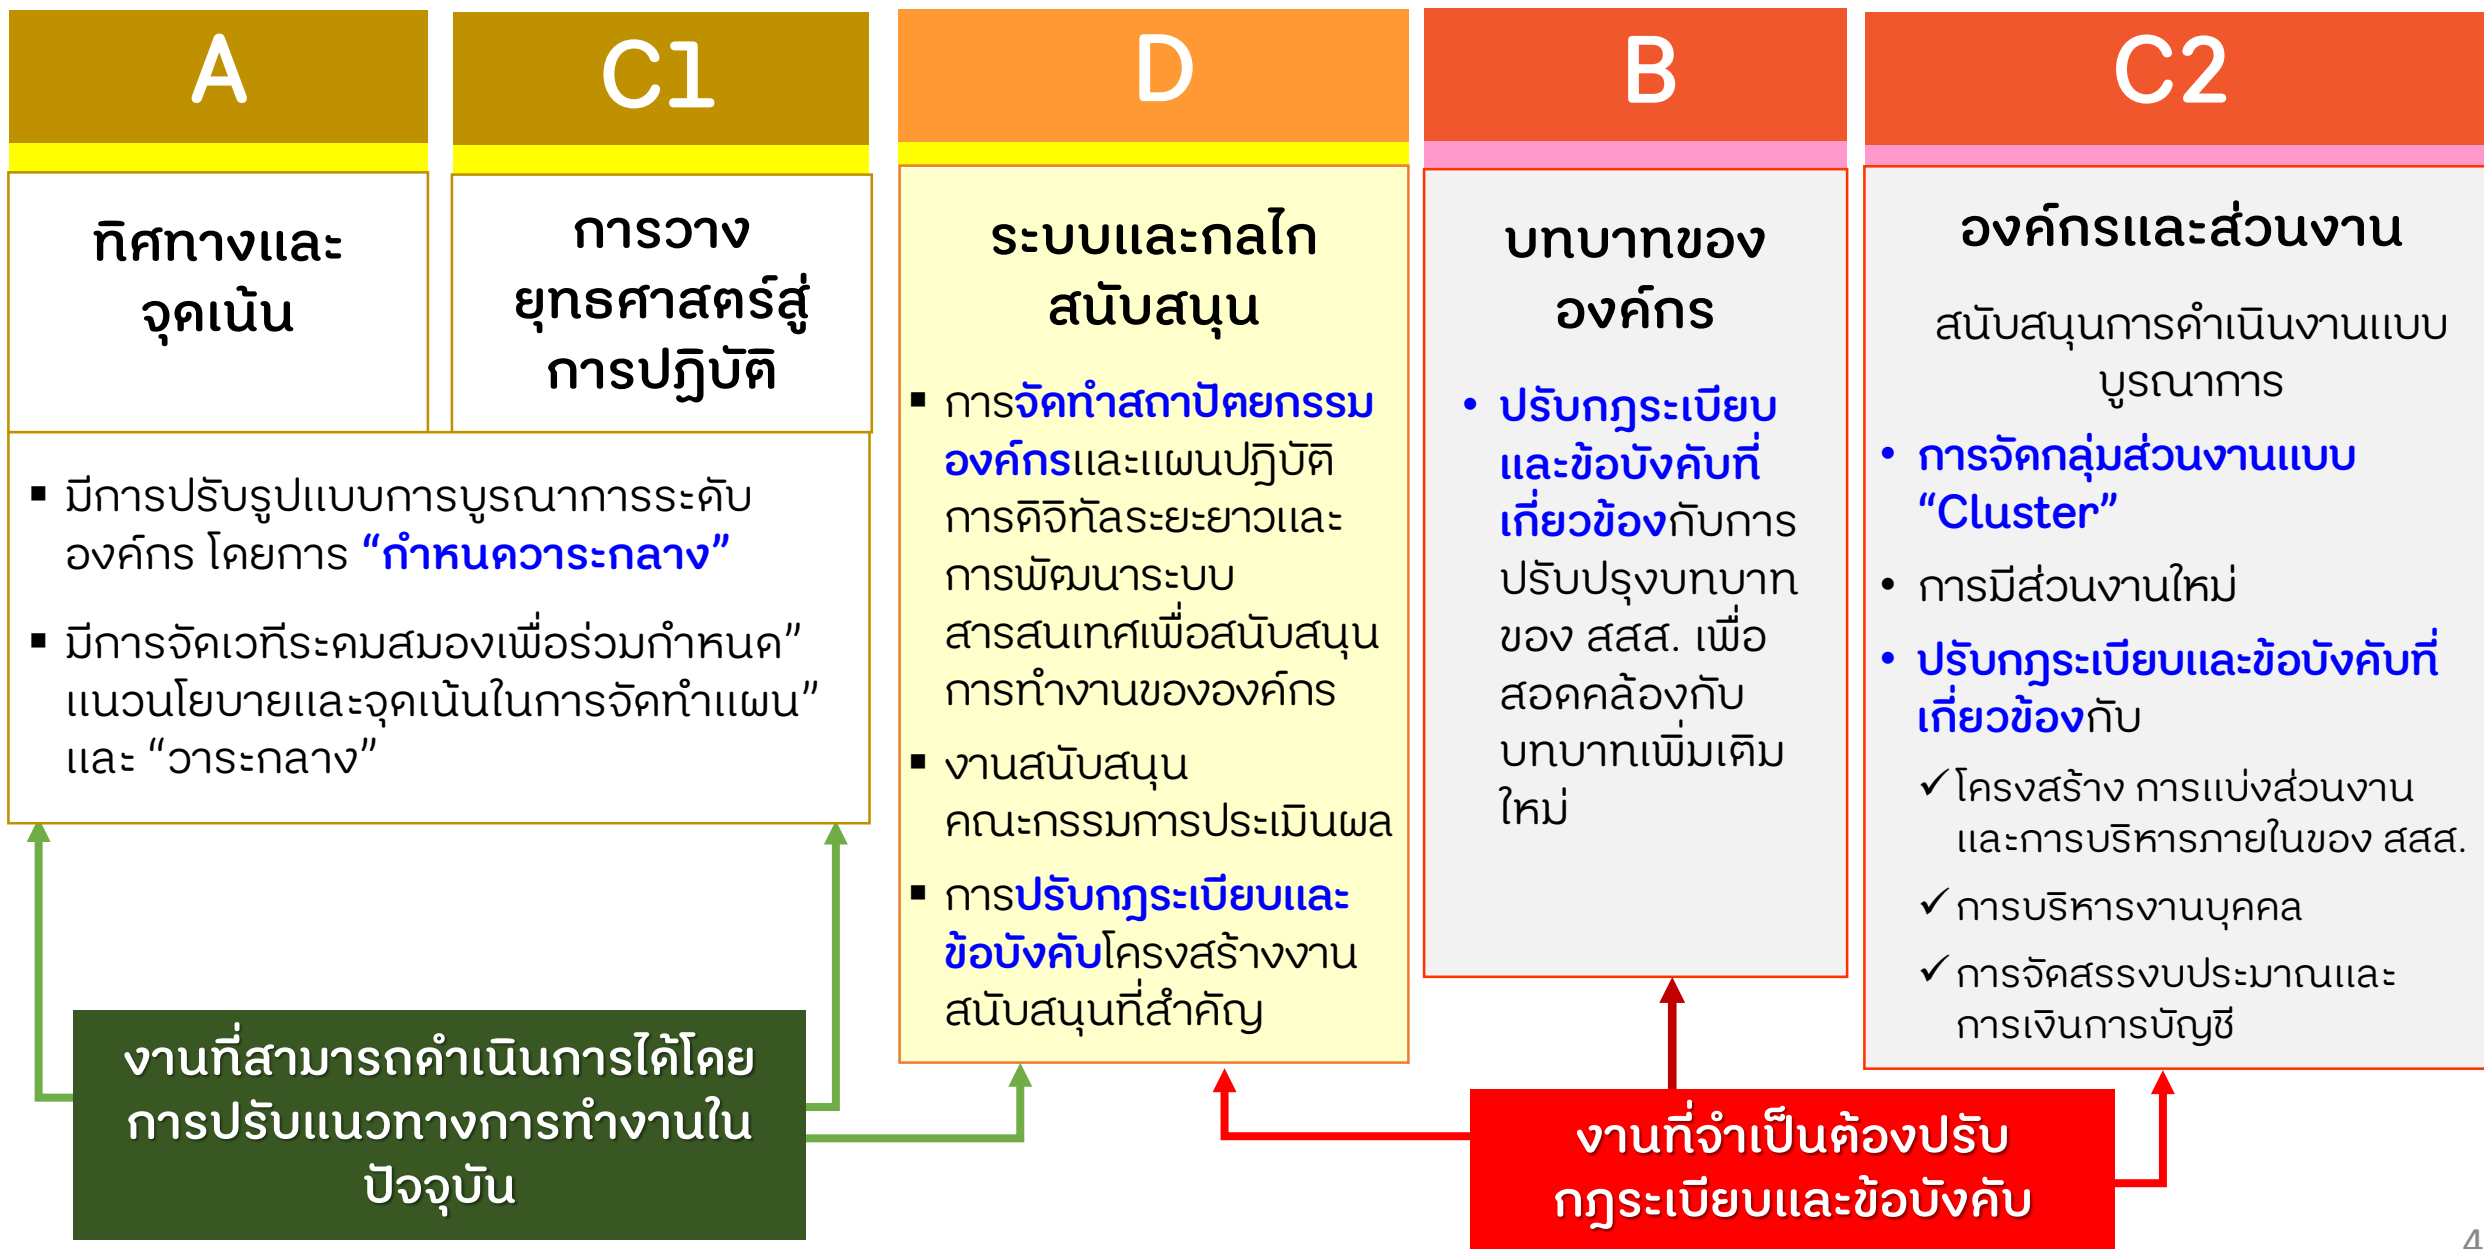 A
ทิศทางและ
จุดเน้น
C1
การวาง
ยุทธศาสตร์สู่
การปฏิบัติ
▪ มีการปรับรูปแบบการบูรณาการระดับ
องค์กร โดยการ “กำหนดวาระกลาง”
▪ มีการจัดเวทีระดมสมองเพื่อร่วมกำหนด”
แนวนโยบายและจุดเน้นในการจัดทำแผน”
และ “วาระกลาง”
D
ระบบและกลไก
สนับสนุน
▪ การจัดทำสถาปัตยกรรม
องค์กรและแผนปฏิบัติ
การดิจิทัลระยะยาวและ
การพัฒนาระบบ
สารสนเทศเพื่อสนับสนุน
การทำงานขององค์กร
▪ งานสนับสนุน
คณะกรรมการประเมินผล
▪ การปรับกฎระเบียบและ
ข้อบังคับโครงสร้างงาน
สนับสนุนที่สำคัญ
B
บทบาทของ
องค์กร
• ปรับกฎระเบียบ
และข้อบังคับที่
เกี่ยวข้องกับการ
ปรับปรุงบทบาท
ของ สสส. เพื่อ
สอดคล้องกับ
บทบาทเพิ่มเติม
ใหม่
C2
องค์กรและส่วนงาน
สนับสนุนการดำเนินงานแบบ
บูรณาการ
• การจัดกลุ่มส่วนงานแบบ
“Cluster”
• การมีส่วนงานใหม่
• ปรับกฎระเบียบและข้อบังคับที่
เกี่ยวข้องกับ
✓ โครงสร้าง การแบ่งส่วนงาน
และการบริหารภายในของ สสส.
✓ การบริหารงานบุคคล
✓ การจัดสรรงบประมาณและ
การเงินการบัญชี
งานที่สามารถดำเนินการได้โดย
การปรับแนวทางการทำงานใน
ปัจจุบัน
งานที่จำเป็นต้องปรับ
กฎระเบียบและข้อบังคับ
4